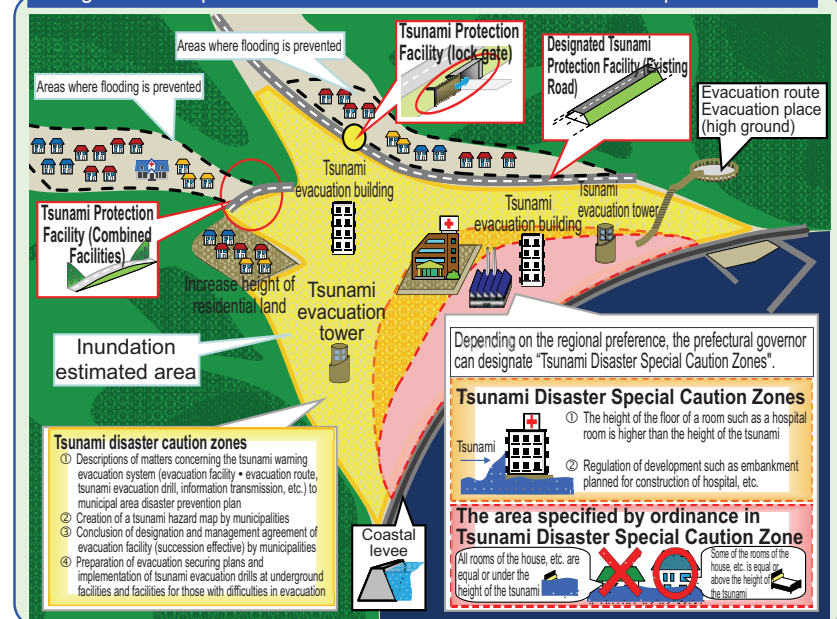 Areas where flooding is prevented
Areas where flooding is prevented
Tsunami Protection
Facility (lock gate)
Designated Tsunami
Protection Facility (Existing
Road)
Evacuation route
Evacuation place
(high ground)
Tsunami
evacuation building
Tsunami
evacuation building
Tsunami
evacuation tower
Tsunami Protection
Facility (Combined
Facilities)
Increase height of
residential land
Tsunami
evacuation
tower
Inundation
estimated area
Depending on the regional preference, the prefectural governor
can designate “Tsunami Disaster Special Caution Zones".
Tsunami Disaster Special Caution Zones
Tsunami
① The height of the floor of a room such as a hospital
room is higher than the height of the tsunami
② Regulation of development such as embankment
planned for construction of hospital, etc.
The area specified by ordinance in
Tsunami Disaster Special Caution Zone
All rooms of the house, etc. are
equal or under the
height of the tsunami
Some of the rooms of the
house, etc. is equal or
above the height of
the tsunami
Tsunami disaster caution zones
① Descriptions of matters concerning the tsunami warning
evacuation system (evacuation facility • evacuation route,
tsunami evacuation drill, information transmission, etc.) to
municipal area disaster prevention plan
② Creation of a tsunami hazard map by municipalities
③ Conclusion of designation and management agreement of
evacuation facility (succession effective) by municipalities
④ Preparation of evacuation securing plans and
implementation of tsunami evacuation drills at underground
facilities and facilities for those with difficulties in evacuation
Coastal
levee